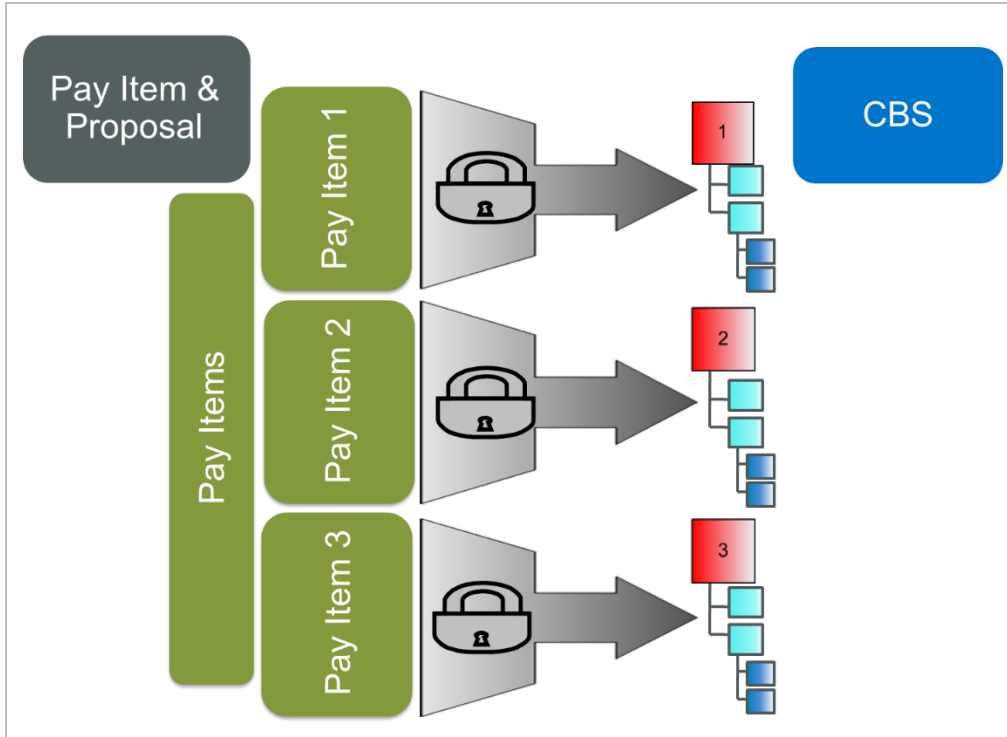 Pay Item &
Proposal
CBS
Pay Items
Pay Item 1
1
Pay Item 2
2
Pay Item 3
3